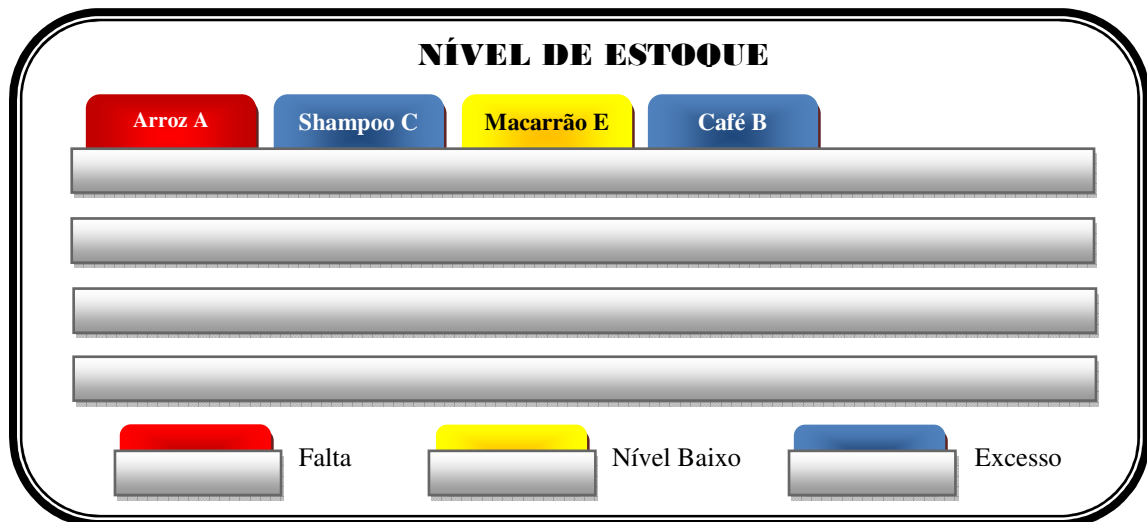 NÍVEL DE ESTOQUE
Arroz A Shampoo C Macarrão E Café B
Falta Nível Baixo Excesso